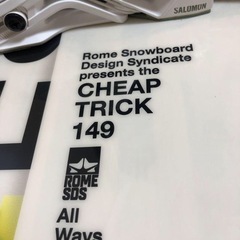 SALOMON
Rome Snowboard
Design Syndicate
presents the
CHEAP
TRICK
149
ROME
SDS
All
Ways